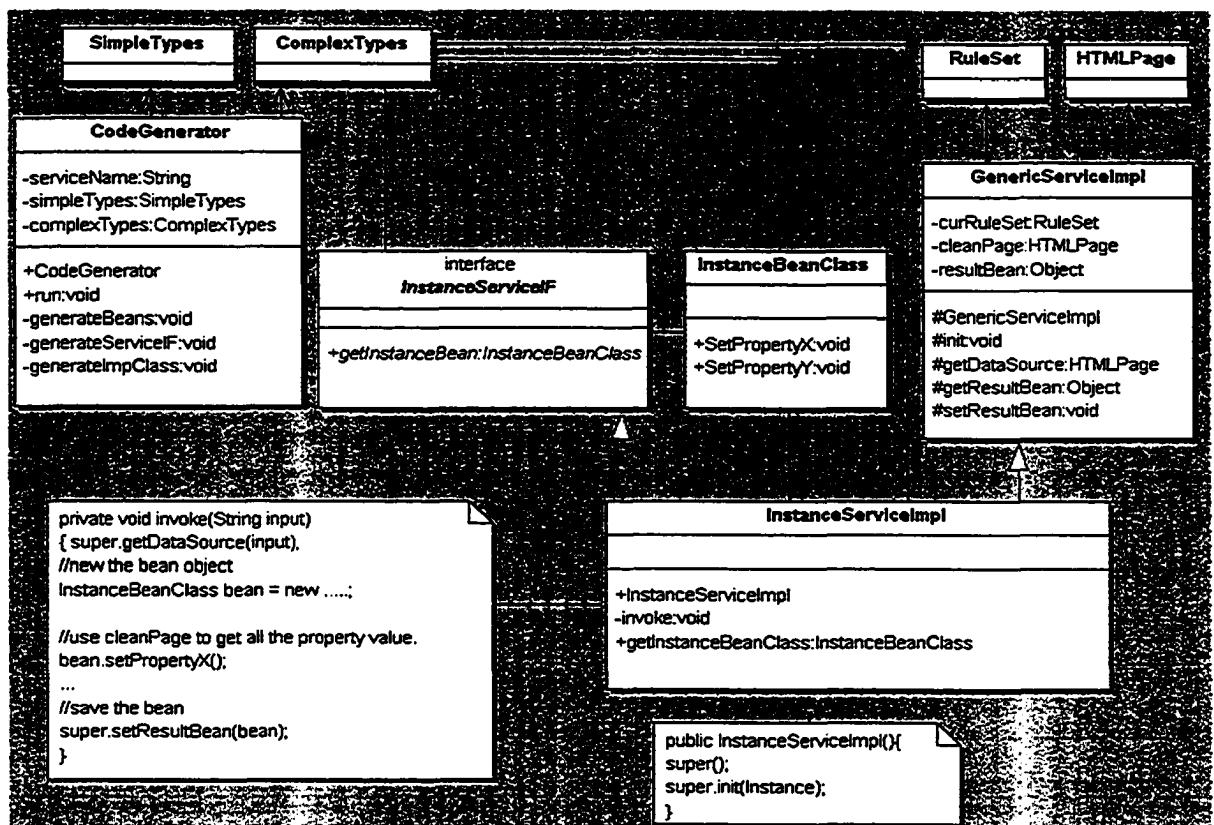 SimpleTypes
ComplexTypes
RuleSet
HTMLPage
CodeGenerator
-serviceName:String
-simpleTypes:SimpleTypes
-complexTypes:ComplexTypes
+CodeGenerator
+run:void
-generateBeans:void
-generateServiceIF:void
-generateImpClass:void
interface
InstanceServiceIF
+getInstanceBean:InstanceBeanClass
InstanceBeanClass
+SetPropertyX:void
+SetPropertyY:void
GenericServiceImpl
-curRuleSet:RuleSet
-cleanPage:HTMLPage
-resultBean:Object
#GenericServiceImpl
#init:void
#getDataSource:HTMLPage
#getResultBean:Object
#setResultBean:void
private void invoke(String input)
{ super.getDataSource(input),
//new the bean object
InstanceBeanClass bean = new .....;
//use cleanPage to get all the property value.
bean.setPropertyX();
...
//save the bean
super.setResultBean(bean);
}
InstanceServiceImpl
+InstanceServiceImpl
-invoke:void
+getInstanceBeanClass:InstanceBeanClass
public InstanceServiceImpl(){
super();
super.init(Instance);
}